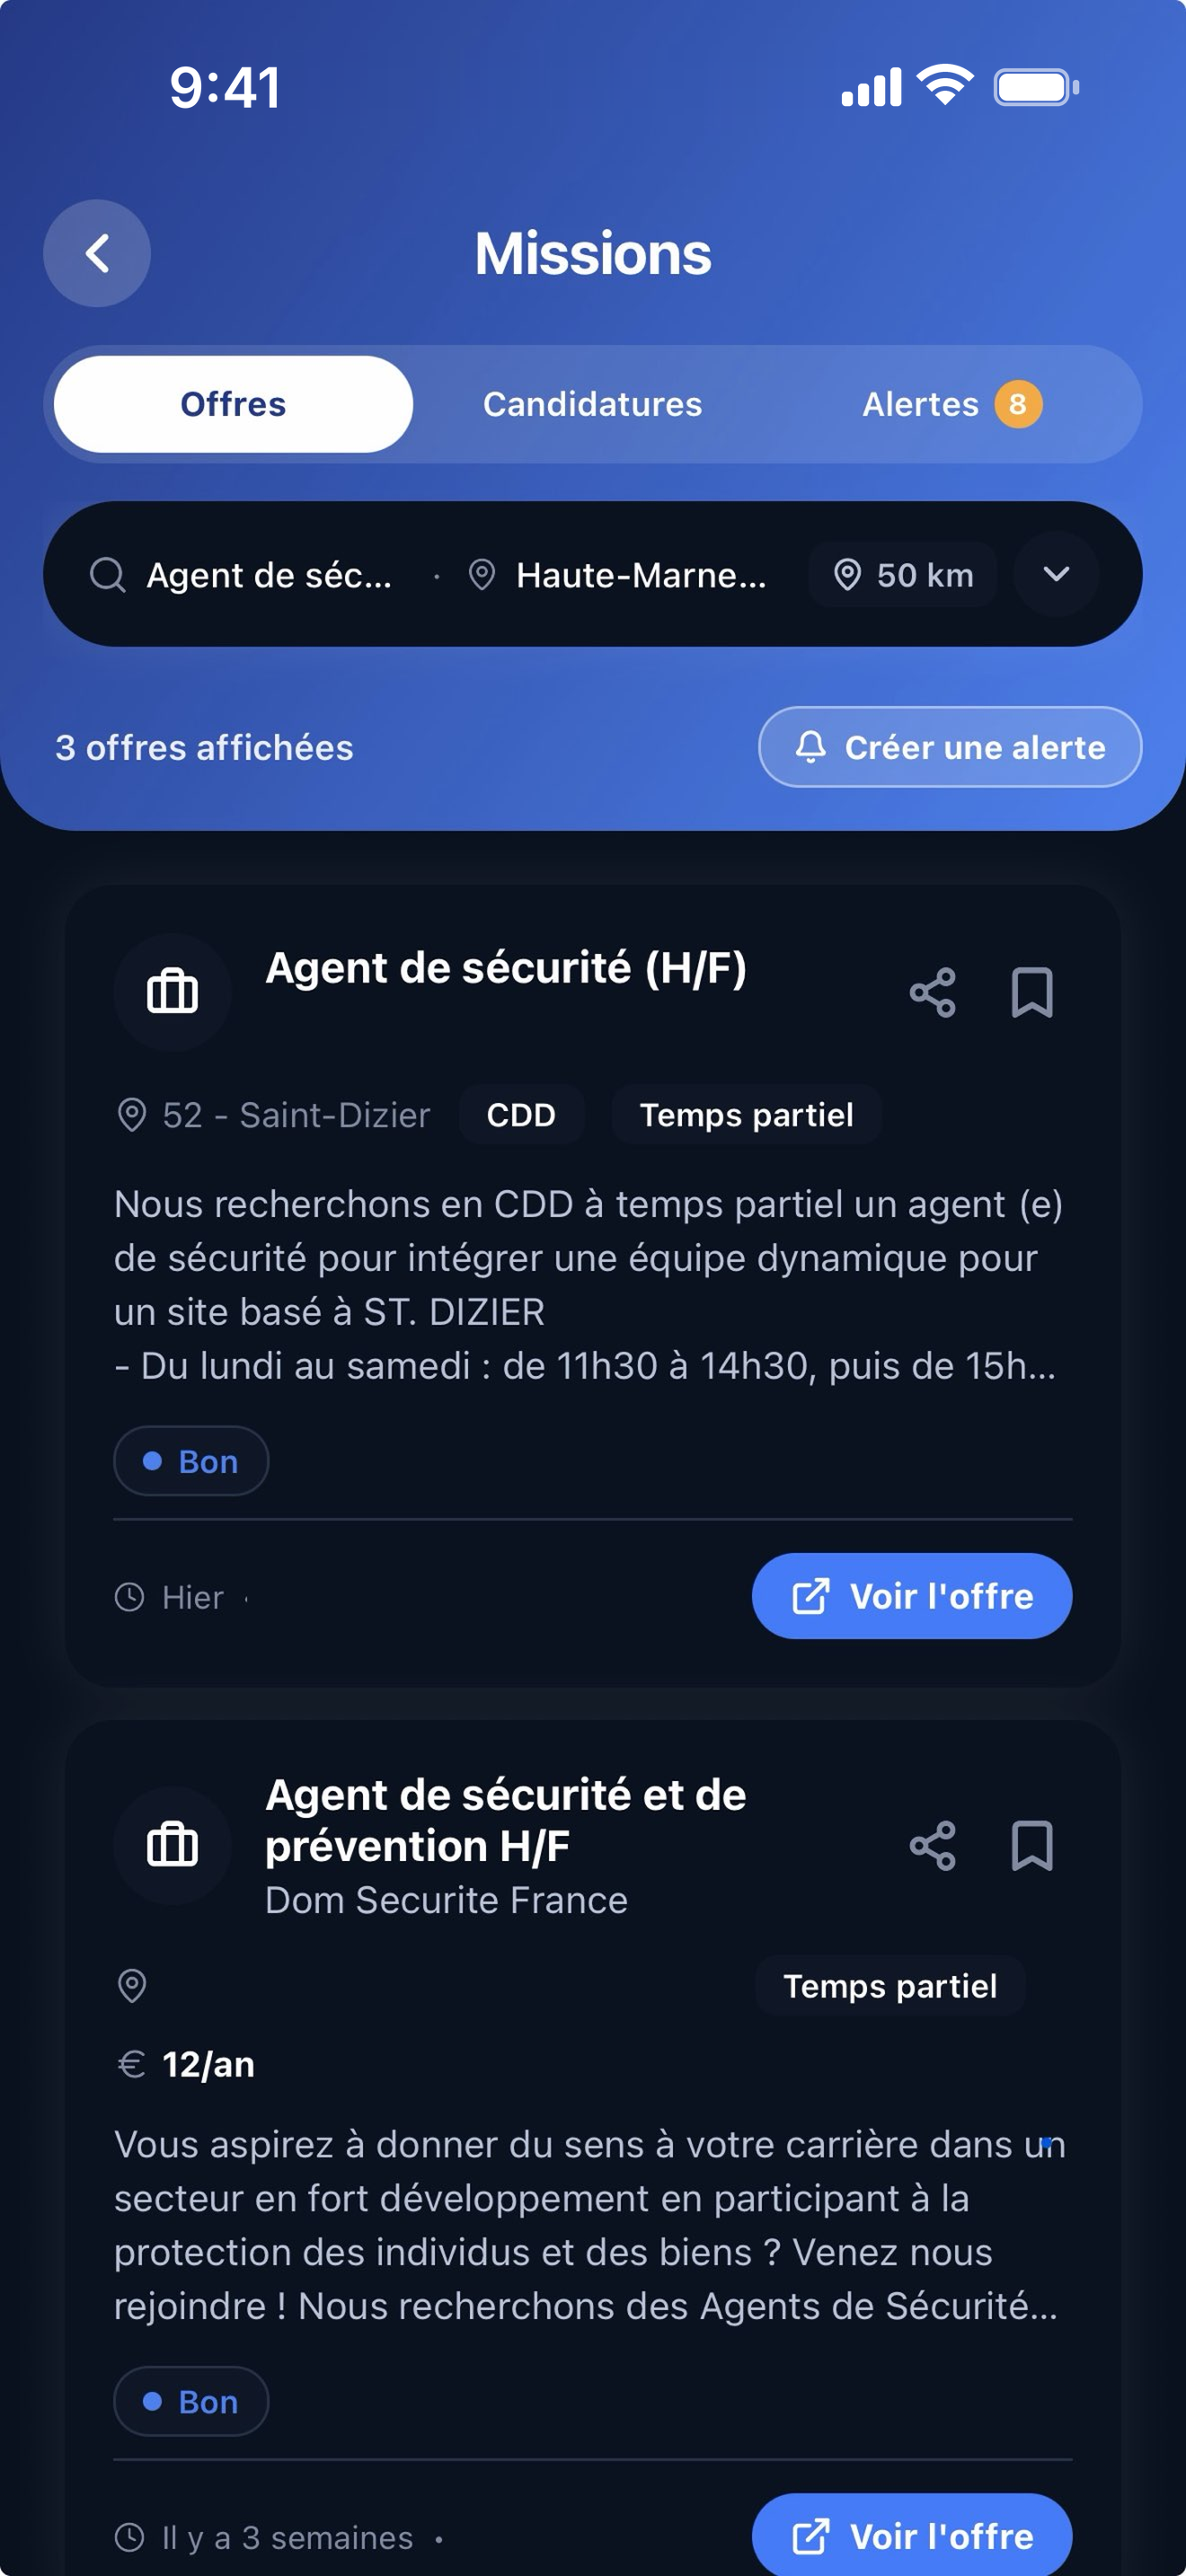 9:41
Missions
Offres
Candidatures
Alertes 8
Agent de séc... · Haute-Marne... 50 km
3 offres affichées
Créer une alerte
Agent de sécurité (H/F)
52 - Saint-Dizier CDD Temps partiel
Nous recherchons en CDD à temps partiel un agent (e)
de sécurité pour intégrer une équipe dynamique pour
un site basé à ST. DIZIER
- Du lundi au samedi : de 11h30 à 14h30, puis de 15h...
Bon
Hier ·
Voir l'offre
Agent de sécurité et de
prévention H/F
Dom Securite France
Temps partiel
€ 12/an
Vous aspirez à donner du sens à votre carrière dans un
secteur en fort développement en participant à la
protection des individus et des biens ? Venez nous
rejoindre ! Nous recherchons des Agents de Sécurité...
Bon
Il y a 3 semaines ·
Voir l'offre